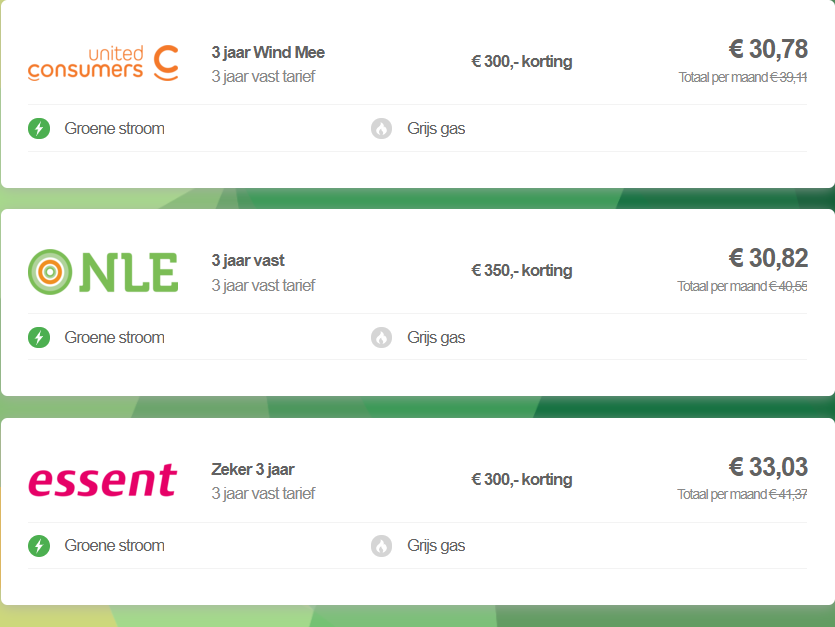 united
consumers
3 jaar Wind Mee
3 jaar vast tarief
€ 300,- korting
€ 30,78
Totaal per maand € 39,11
Groene stroom
Grijs gas
NLE
3 jaar vast
3 jaar vast tarief
€ 350,- korting
€ 30,82
Totaal per maand € 40,55
Groene stroom
Grijs gas
essent
Zeker 3 jaar
3 jaar vast tarief
€ 300,- korting
€ 33,03
Totaal per maand € 41,37
Groene stroom
Grijs gas